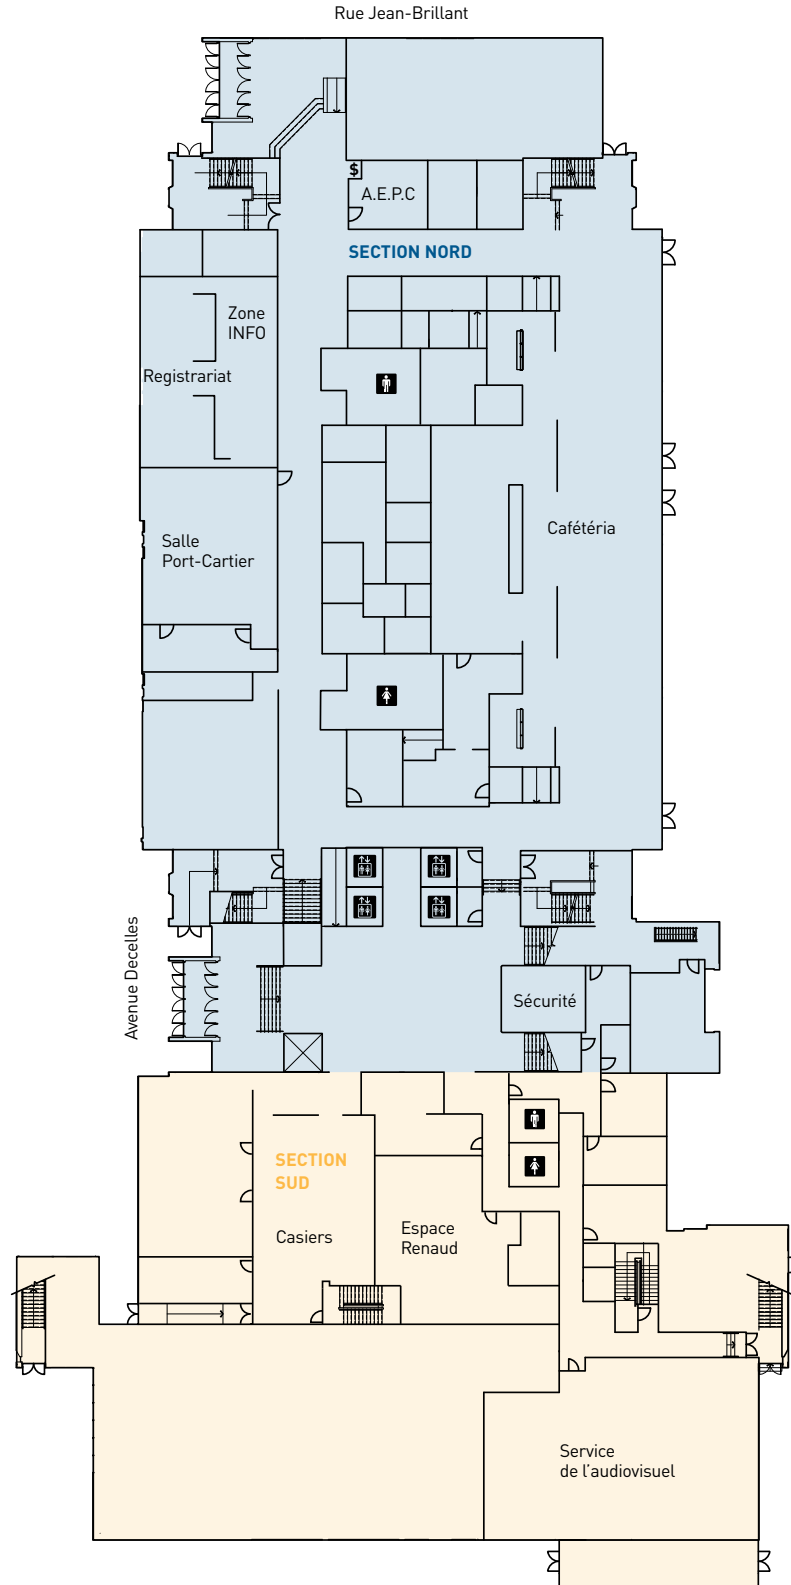 Rue Jean-Brillant
$
A.E.P.C
SECTION NORD
Zone
INFO
Registrariat
Salle
Port-Cartier
Cafétéria
Avenue Decelles
Sécurité
SECTION
SUD
Casiers
Espace
Renaud
Service
de l'audiovisuel